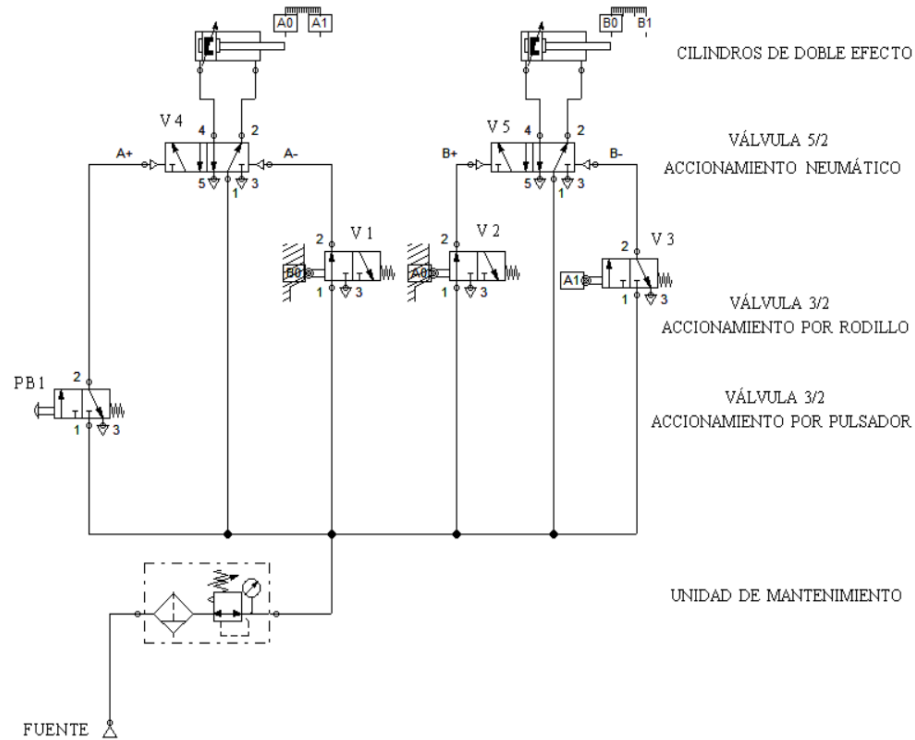 A0 A1
B0 B1
CILINDROS DE DOBLE EFECTO
V 4
4 2
A+ A-
5 1 3
V 5
4 2
B+ B-
5 1 3
VÁLVULA 5/2
ACCIONAMIENTO NEUMÁTICO
V 1
2
B0
1 3
V 2
2
A0
1 3
V 3
2
A1
1 3
VÁLVULA 3/2
ACCIONAMIENTO POR RODILLO
PB1
2
1 3
VÁLVULA 3/2
ACCIONAMIENTO POR PULSADOR
UNIDAD DE MANTENIMIENTO
FUENTE